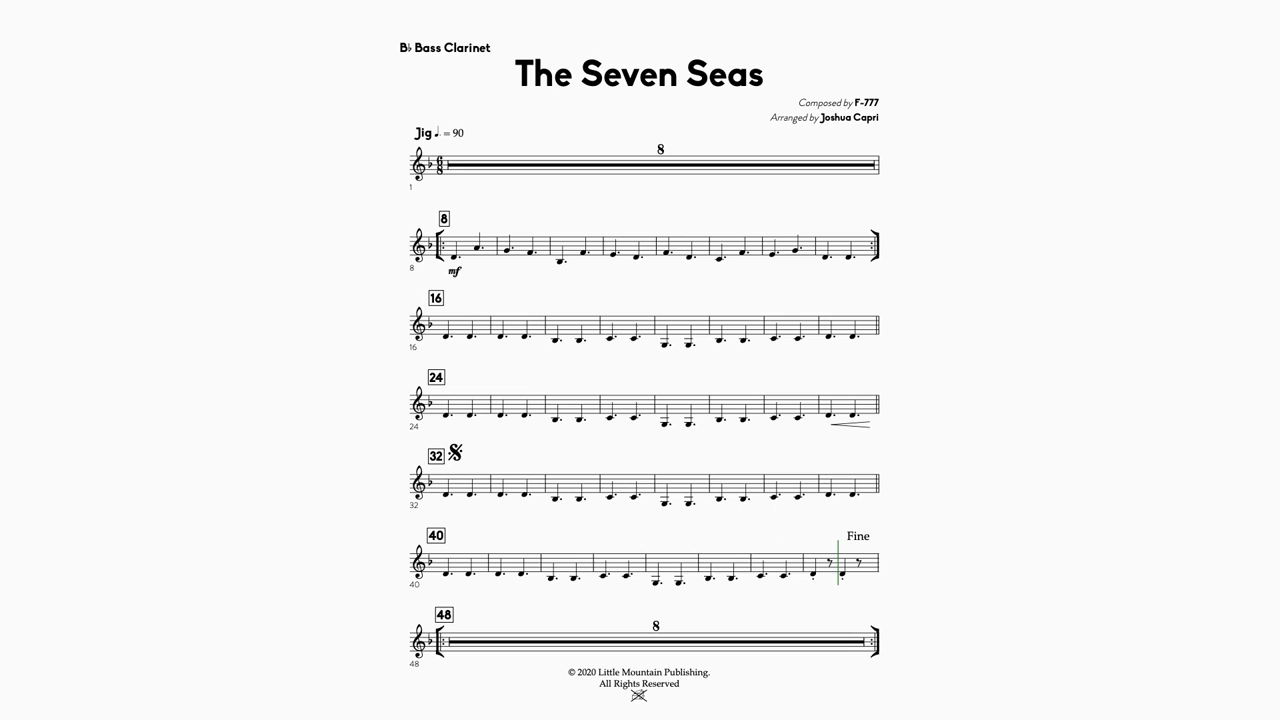 B♭ Bass Clarinet
The Seven Seas
Composed by F-777
Arranged by Joshua Capri
Jig ♩. = 90
8
6
8
1
8
8
mf
16
16
24
24
32
32
40
Fine
40
48
8
48
© 2020 Little Mountain Publishing.
All Rights Reserved